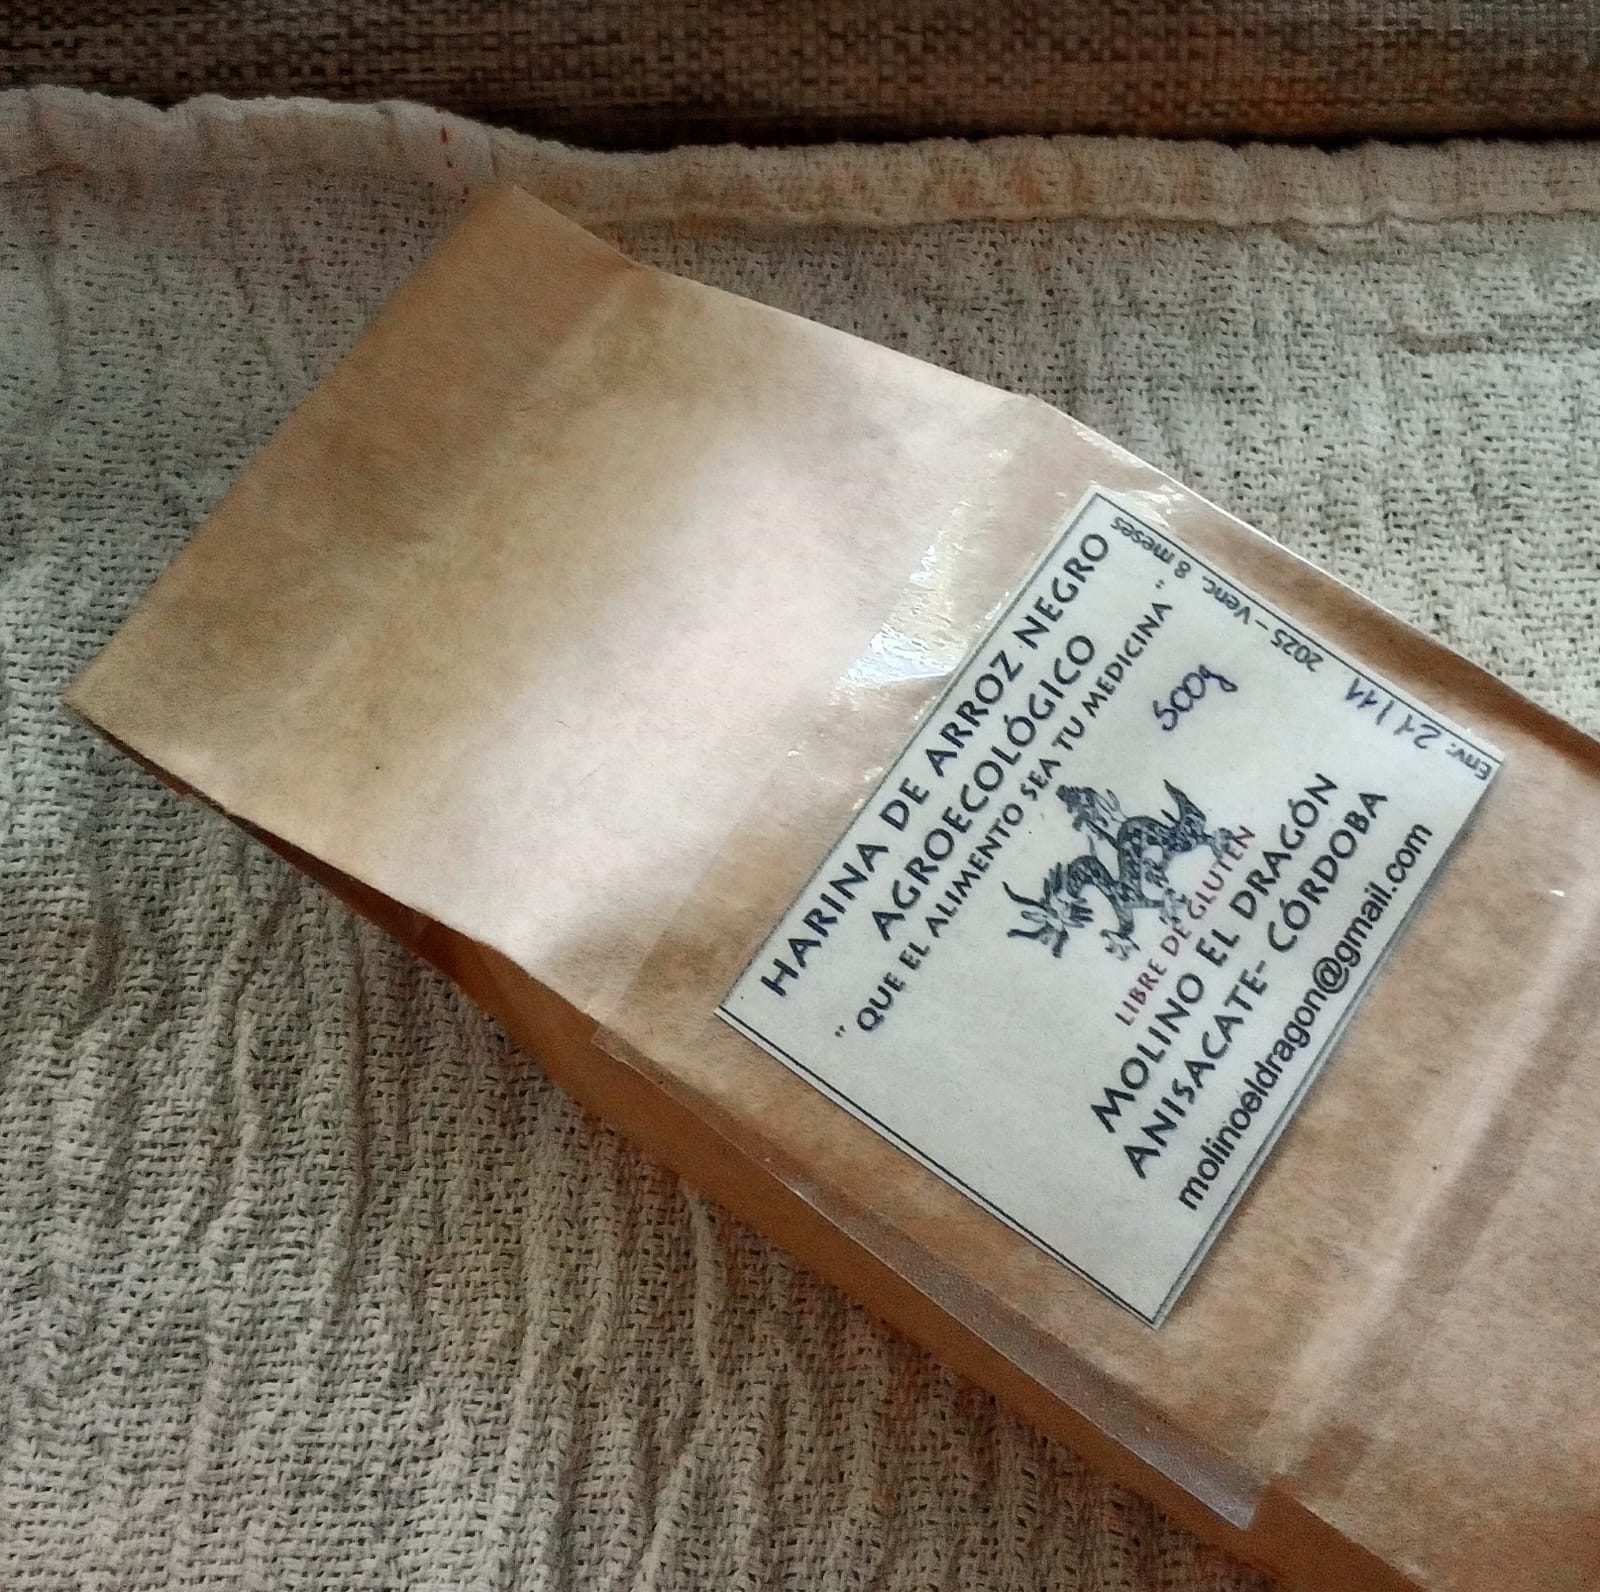 HARINA DE ARROZ NEGRO
AGROECOLÓGICO
" QUE EL ALIMENTO SEA TU MEDICINA "
500g
LIBRE DE GLUTEN
MOLINO EL DRAGÓN
ANISACATE- CÓRDOBA
molinoeldragon@gmail.com
Env: 21/11 2025 – Venc. 8 meses